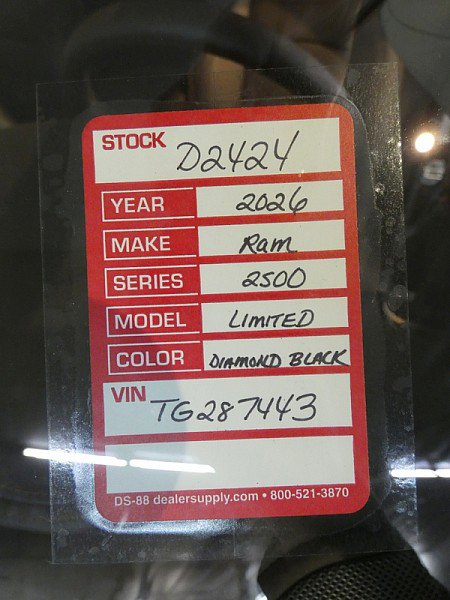 STOCK D2424
YEAR 2026
MAKE Ram
SERIES 2500
MODEL LIMITED
COLOR DIAMOND BLACK
VIN TG287443
DS-88 dealersupply.com • 800-521-3870